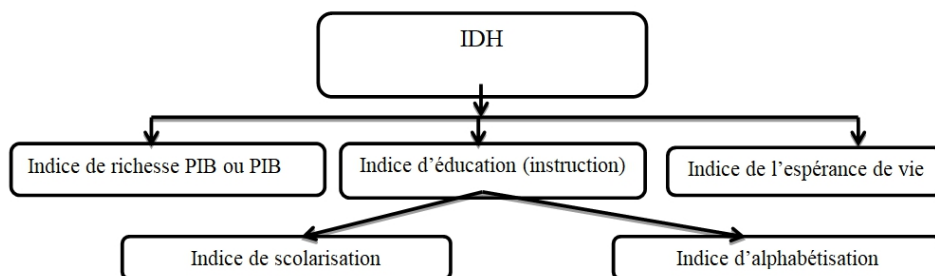 IDH
Indice de richesse PIB ou PIB
Indice d’éducation (instruction)
Indice de l’espérance de vie
Indice de scolarisation
Indice d’alphabétisation